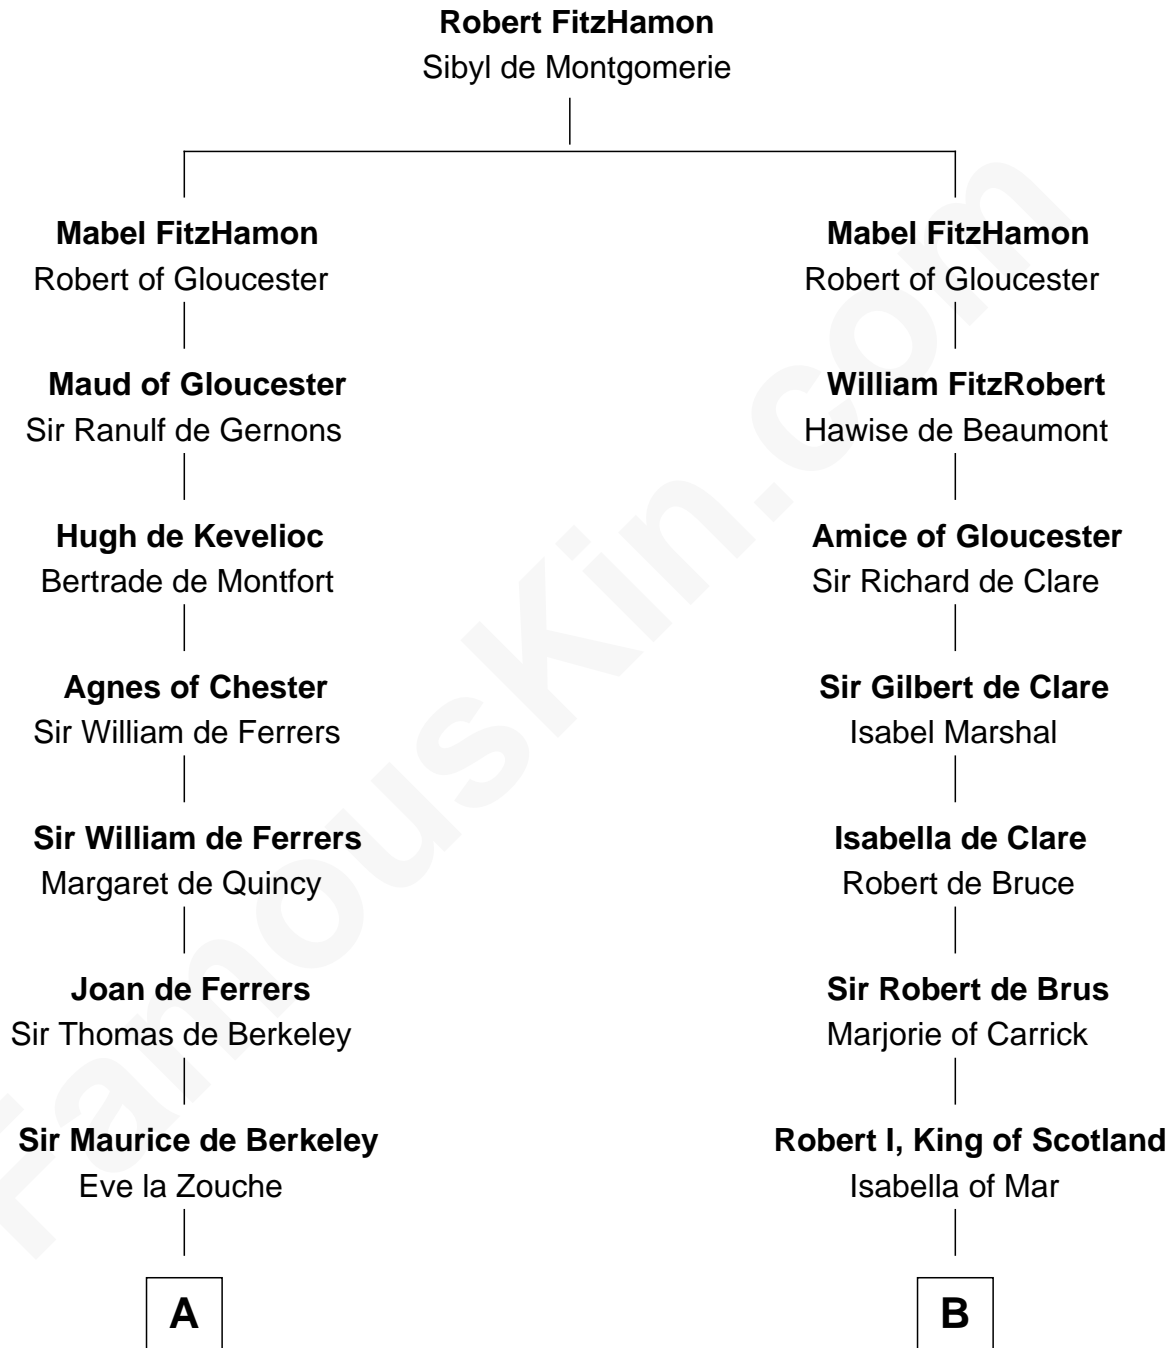 Robert FitzHamon
Sibyl de Montgomerie
Mabel FitzHamon
Robert of Gloucester
Maud of Gloucester
Sir Ranulf de Gernons
Hugh de Kevelioc
Bertrade de Montfort
Agnes of Chester
Sir William de Ferrers
Sir William de Ferrers
Margaret de Quincy
Joan de Ferrers
Sir Thomas de Berkeley
Sir Maurice de Berkeley
Eve la Zouche
A
Mabel FitzHamon
Robert of Gloucester
William FitzRobert
Hawise de Beaumont
Amice of Gloucester
Sir Richard de Clare
Sir Gilbert de Clare
Isabel Marshal
Isabella de Clare
Robert de Bruce
Sir Robert de Brus
Marjorie of Carrick
Robert I, King of Scotland
Isabella of Mar
B
FamousKin.com